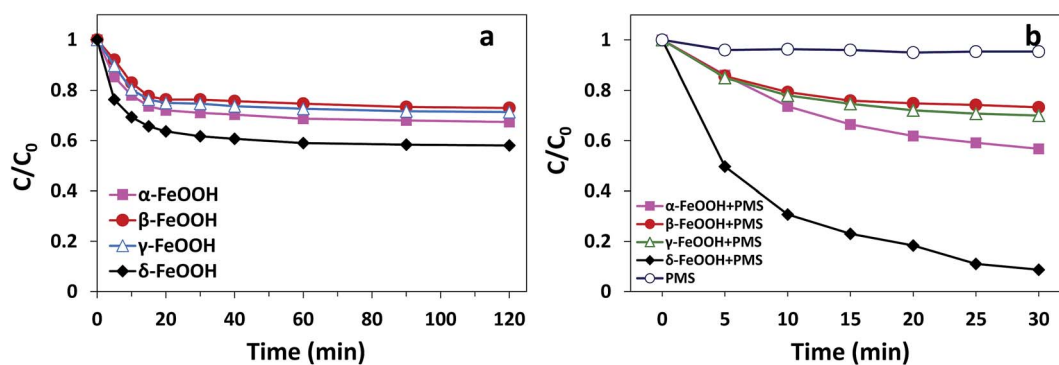 a
1
0.8
0.6
0.4
0.2
0
C/C0
α-FeOOH
β-FeOOH
γ-FeOOH
δ-FeOOH
0 20 40 60 80 100 120
Time (min)
b
1
0.8
0.6
0.4
0.2
0
C/C0
α-FeOOH+PMS
β-FeOOH+PMS
γ-FeOOH+PMS
δ-FeOOH+PMS
PMS
0 5 10 15 20 25 30
Time (min)